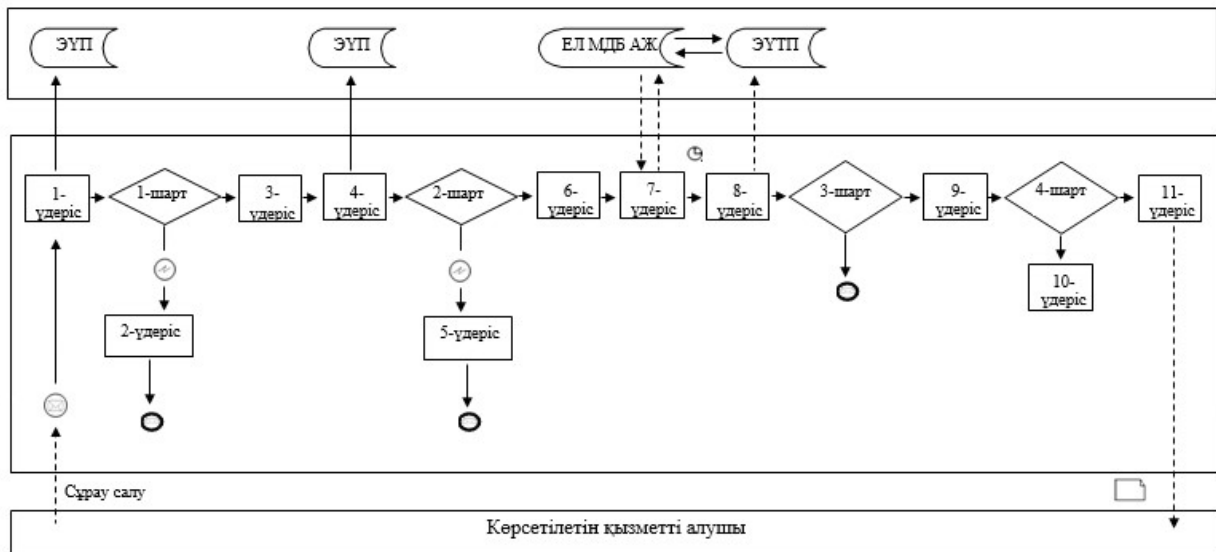 ЭҮП
ЭҮП
ЕЛ МДБ АЖ
ЭҮТП
1-
үдеріс
1-шарт
3-
үдеріс
4-
үдеріс
2-шарт
6-
үдеріс
7-
үдеріс
8-
үдеріс
3-шарт
9-
үдеріс
4-шарт
11-
үдеріс
2-үдеріс
5-үдеріс
10-
үдеріс
Сұрау салу
Көрсетілетін қызметті алушы